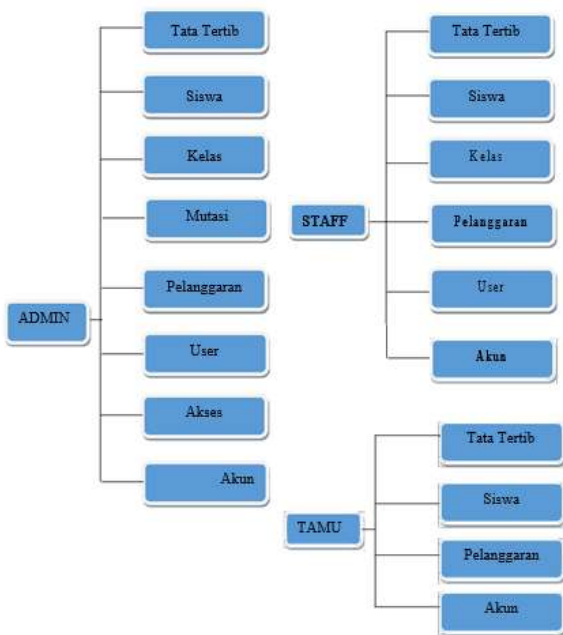 ADMIN
Tata Tertib
Siswa
Kelas
Mutasi
Pelanggaran
User
Akses
Akun
STAFF
Tata Tertib
Siswa
Kelas
Pelanggaran
User
Akun
TAMU
Tata Tertib
Siswa
Pelanggaran
Akun